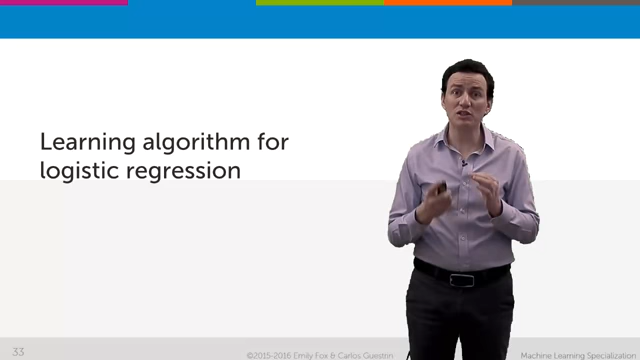 Learning algorithm for
logistic regression
33
©2015-2016 Emily Fox & Carlos Guestrin
Machine Learning Specialization